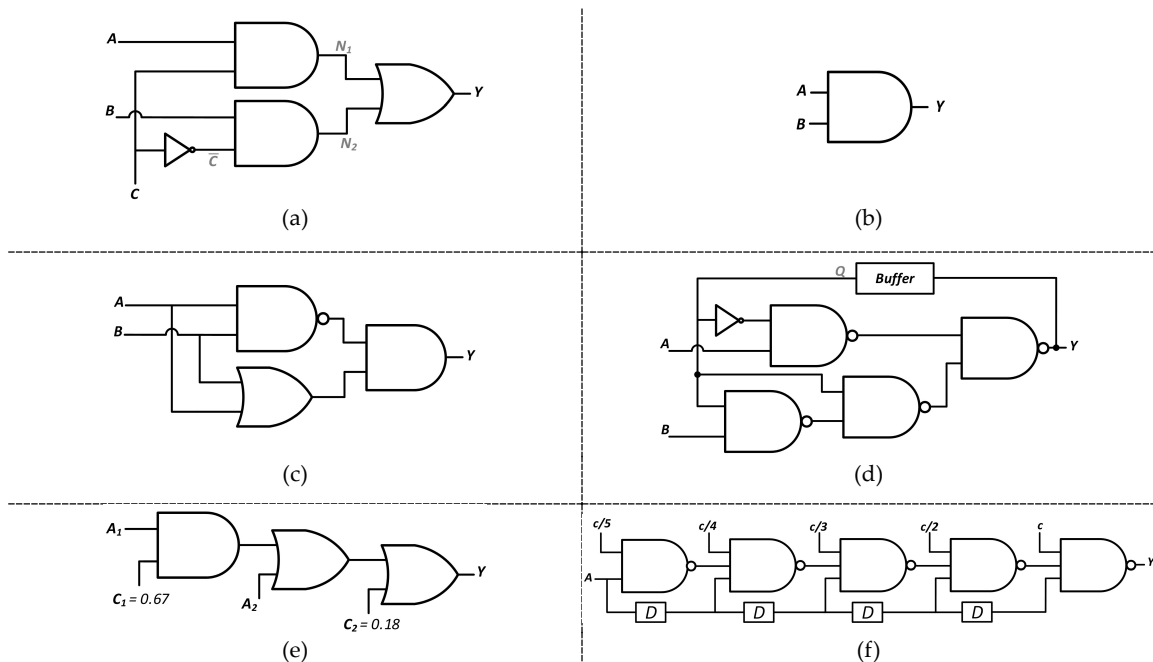 A
N₁
Y
B
N₂
C̅
C
(a)
A
B
Y
(b)
A
B
Y
(c)
Q
Buffer
A
Y
B
(d)
A₁
Y
C₁ = 0.67
A₂
C₂ = 0.18
(e)
c/5
c/4
c/3
c/2
c
A
Y
D
D
D
D
(f)